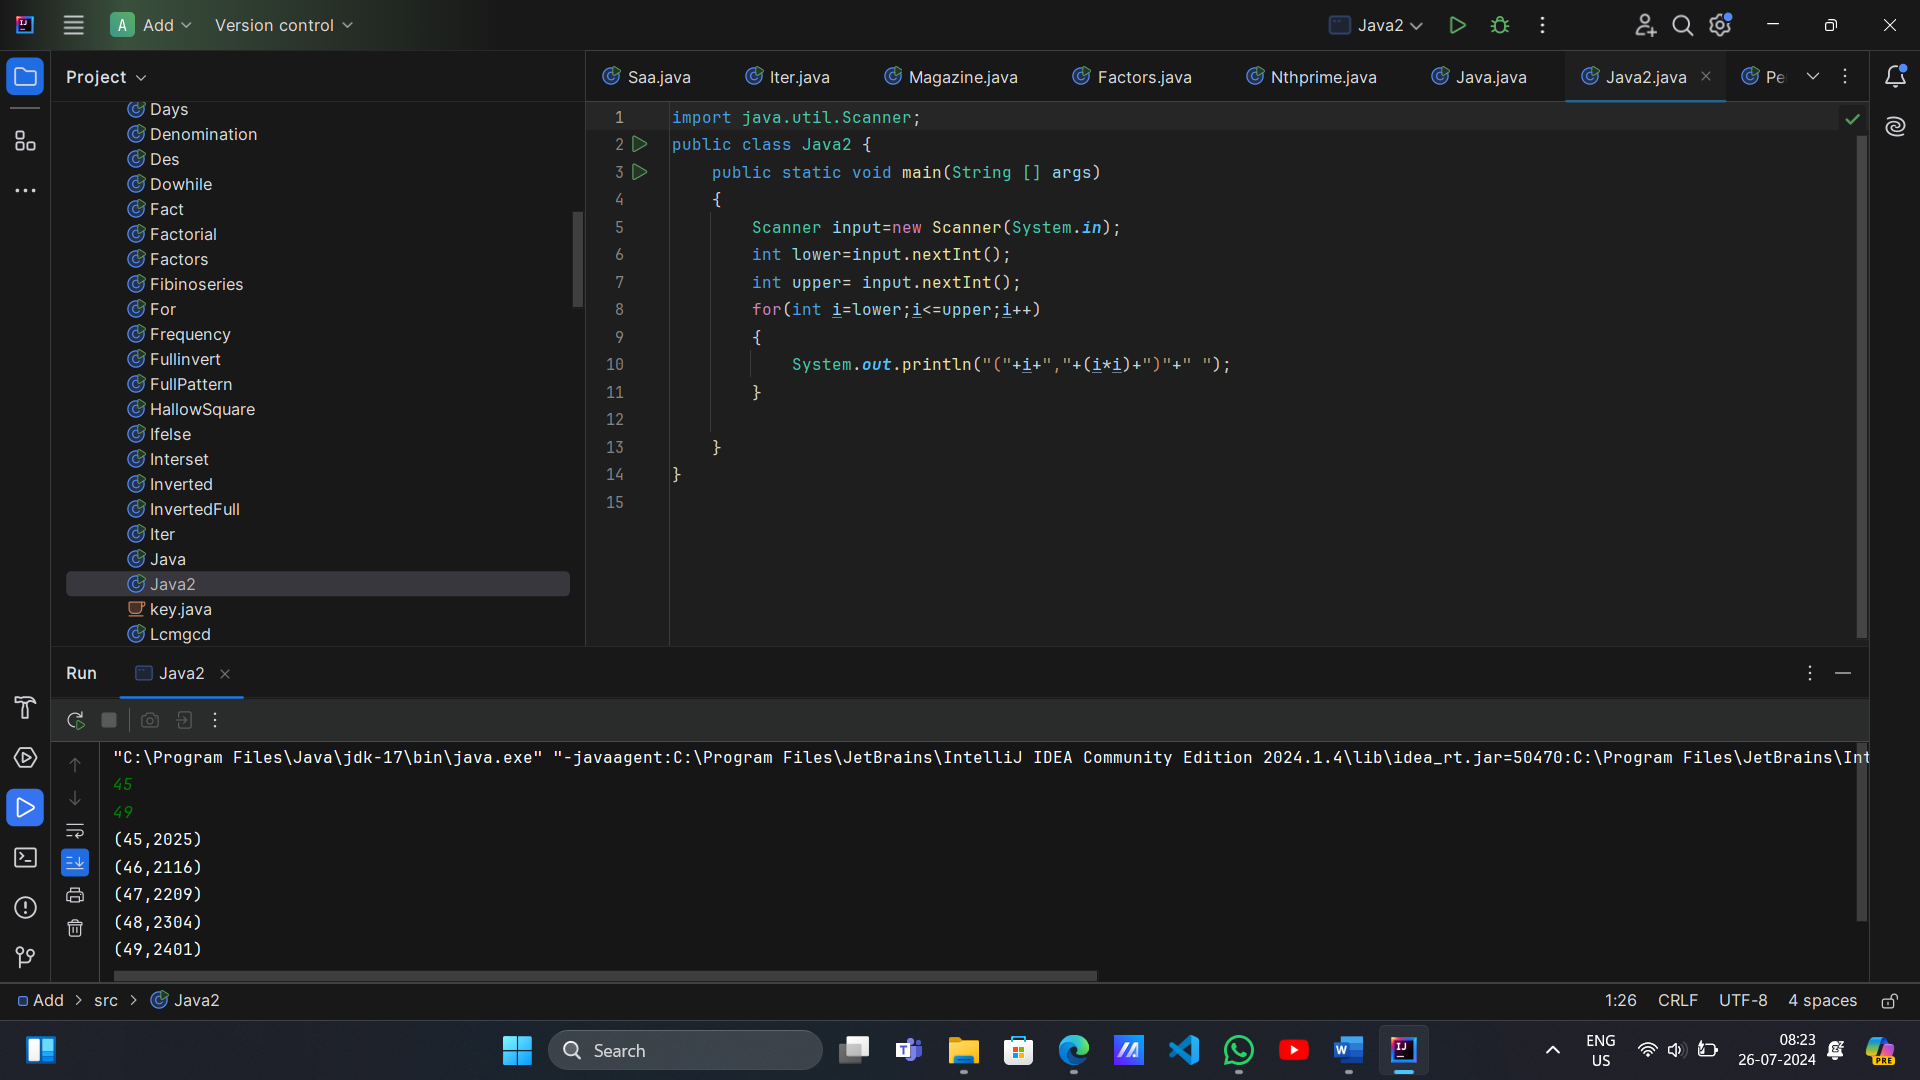 A Add Version control Java2
Project
Saa.java Iter.java Magazine.java Factors.java Nthprime.java Java.java Java2.java Pe
Days
Denomination
Des
Dowhile
Fact
Factorial
Factors
Fibinoseries
For
Frequency
Fullinvert
FullPattern
HallowSquare
Ifelse
Interset
Inverted
InvertedFull
Iter
Java
Java2
key.java
Lcmgcd
1 import java.util.Scanner;
2 public class Java2 {
3 public static void main(String [] args)
4 {
5 Scanner input=new Scanner(System.in);
6 int lower=input.nextInt();
7 int upper= input.nextInt();
8 for(int i=lower;i<=upper;i++)
9 {
10 System.out.println("("+i+","+(i*i)+")"+" ");
11 }
12
13 }
14 }
15
Run Java2
"C:\Program Files\Java\jdk-17\bin\java.exe" "-javaagent:C:\Program Files\JetBrains\IntelliJ IDEA Community Edition 2024.1.4\lib\idea_rt.jar=50470:C:\Program Files\JetBrains\Int
45
49
(45,2025)
(46,2116)
(47,2209)
(48,2304)
(49,2401)
Add > src > Java2 1:26 CRLF UTF-8 4 spaces
Search
ENG
US
08:23
26-07-2024
PRE